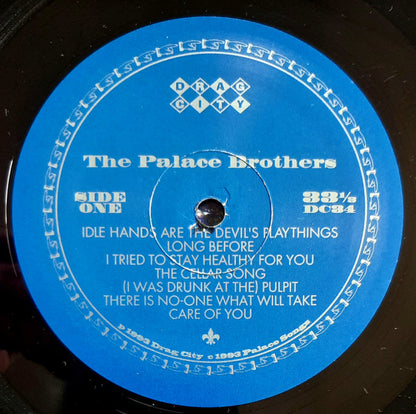 DRAG
CITY
The Palace Brothers
SIDE
ONE
33⅓
DC34
IDLE HANDS ARE THE DEVIL'S PLAYTHINGS
LONG BEFORE
I TRIED TO STAY HEALTHY FOR YOU
THE CELLAR SONG
(I WAS DRUNK AT THE) PULPIT
THERE IS NO-ONE WHAT WILL TAKE
CARE OF YOU
p 1993 Drag City c 1993 Palace Songs